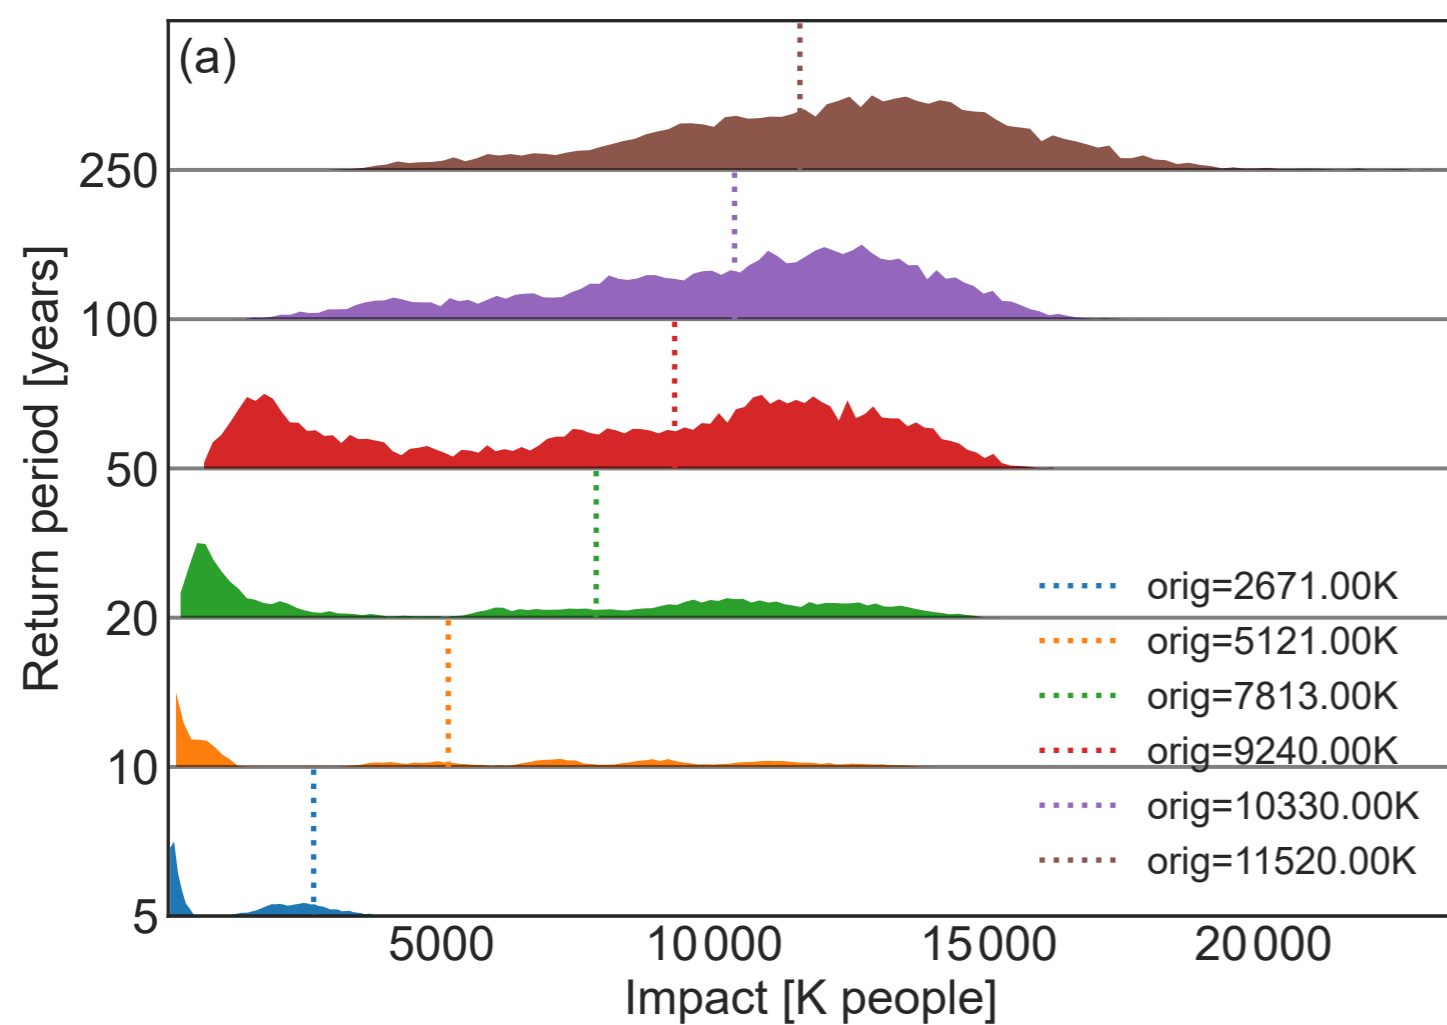 (a)
Return period [years]
250
100
50
20
10
5
orig=2671.00K
orig=5121.00K
orig=7813.00K
orig=9240.00K
orig=10330.00K
orig=11520.00K
5000 10000 15000 20000
Impact [K people]